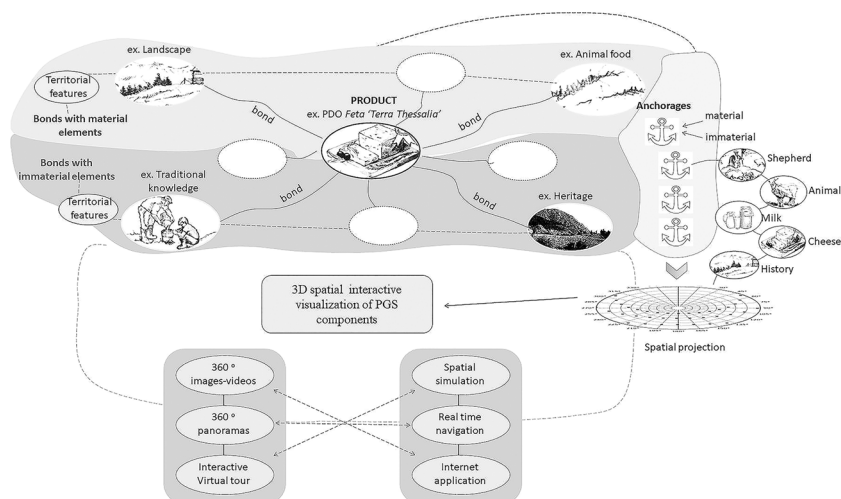 ex. Landscape
ex. Animal food
Territorial
features
Bonds with material
elements
PRODUCT
ex. PDO Feta 'Terra Thessalia'
bond
bond
Anchorages
material
immaterial
Bonds with
immaterial elements
ex. Traditional
knowledge
Territorial
features
bond
bond
ex. Heritage
Shepherd
Animal
Milk
Cheese
History
3D spatial interactive
visualization of PGS
components
Spatial projection
360 º
images-videos
360 º
panoramas
Interactive
Virtual tour
Spatial
simulation
Real time
navigation
Internet
application